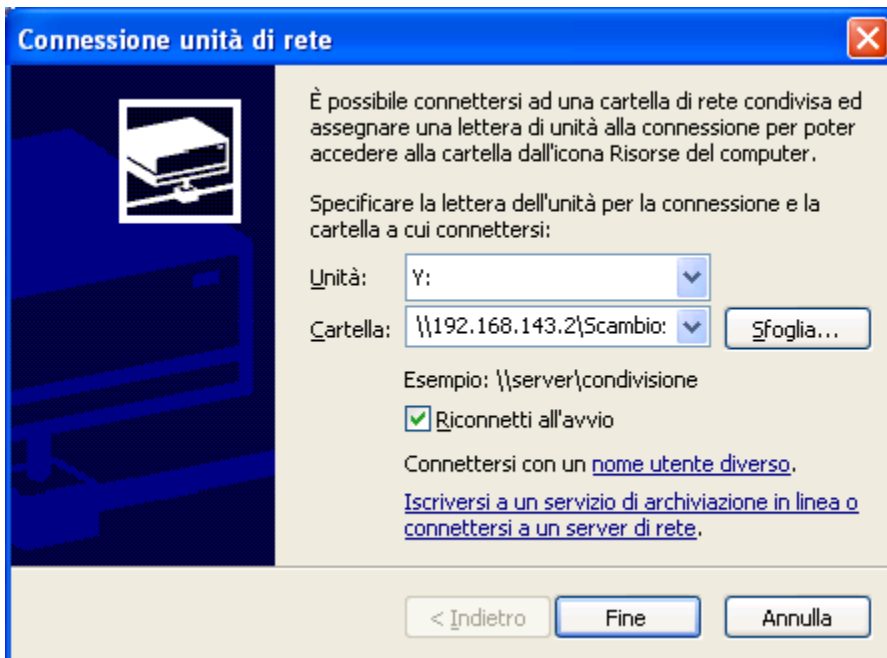 Connessione unità di rete
È possibile connettersi ad una cartella di rete condivisa ed
assegnare una lettera di unità alla connessione per poter
accedere alla cartella dall'icona Risorse del computer.
Specificare la lettera dell'unità per la connessione e la
cartella a cui connettersi:
Unità: Y:
Cartella: \\192.168.143.2\Scambio: Sfoglia...
Esempio: \\server\condivisione
Riconnetti all'avvio
Connettersi con un nome utente diverso.
Iscriversi a un servizio di archiviazione in linea o
connettersi a un server di rete.
< Indietro Fine Annulla